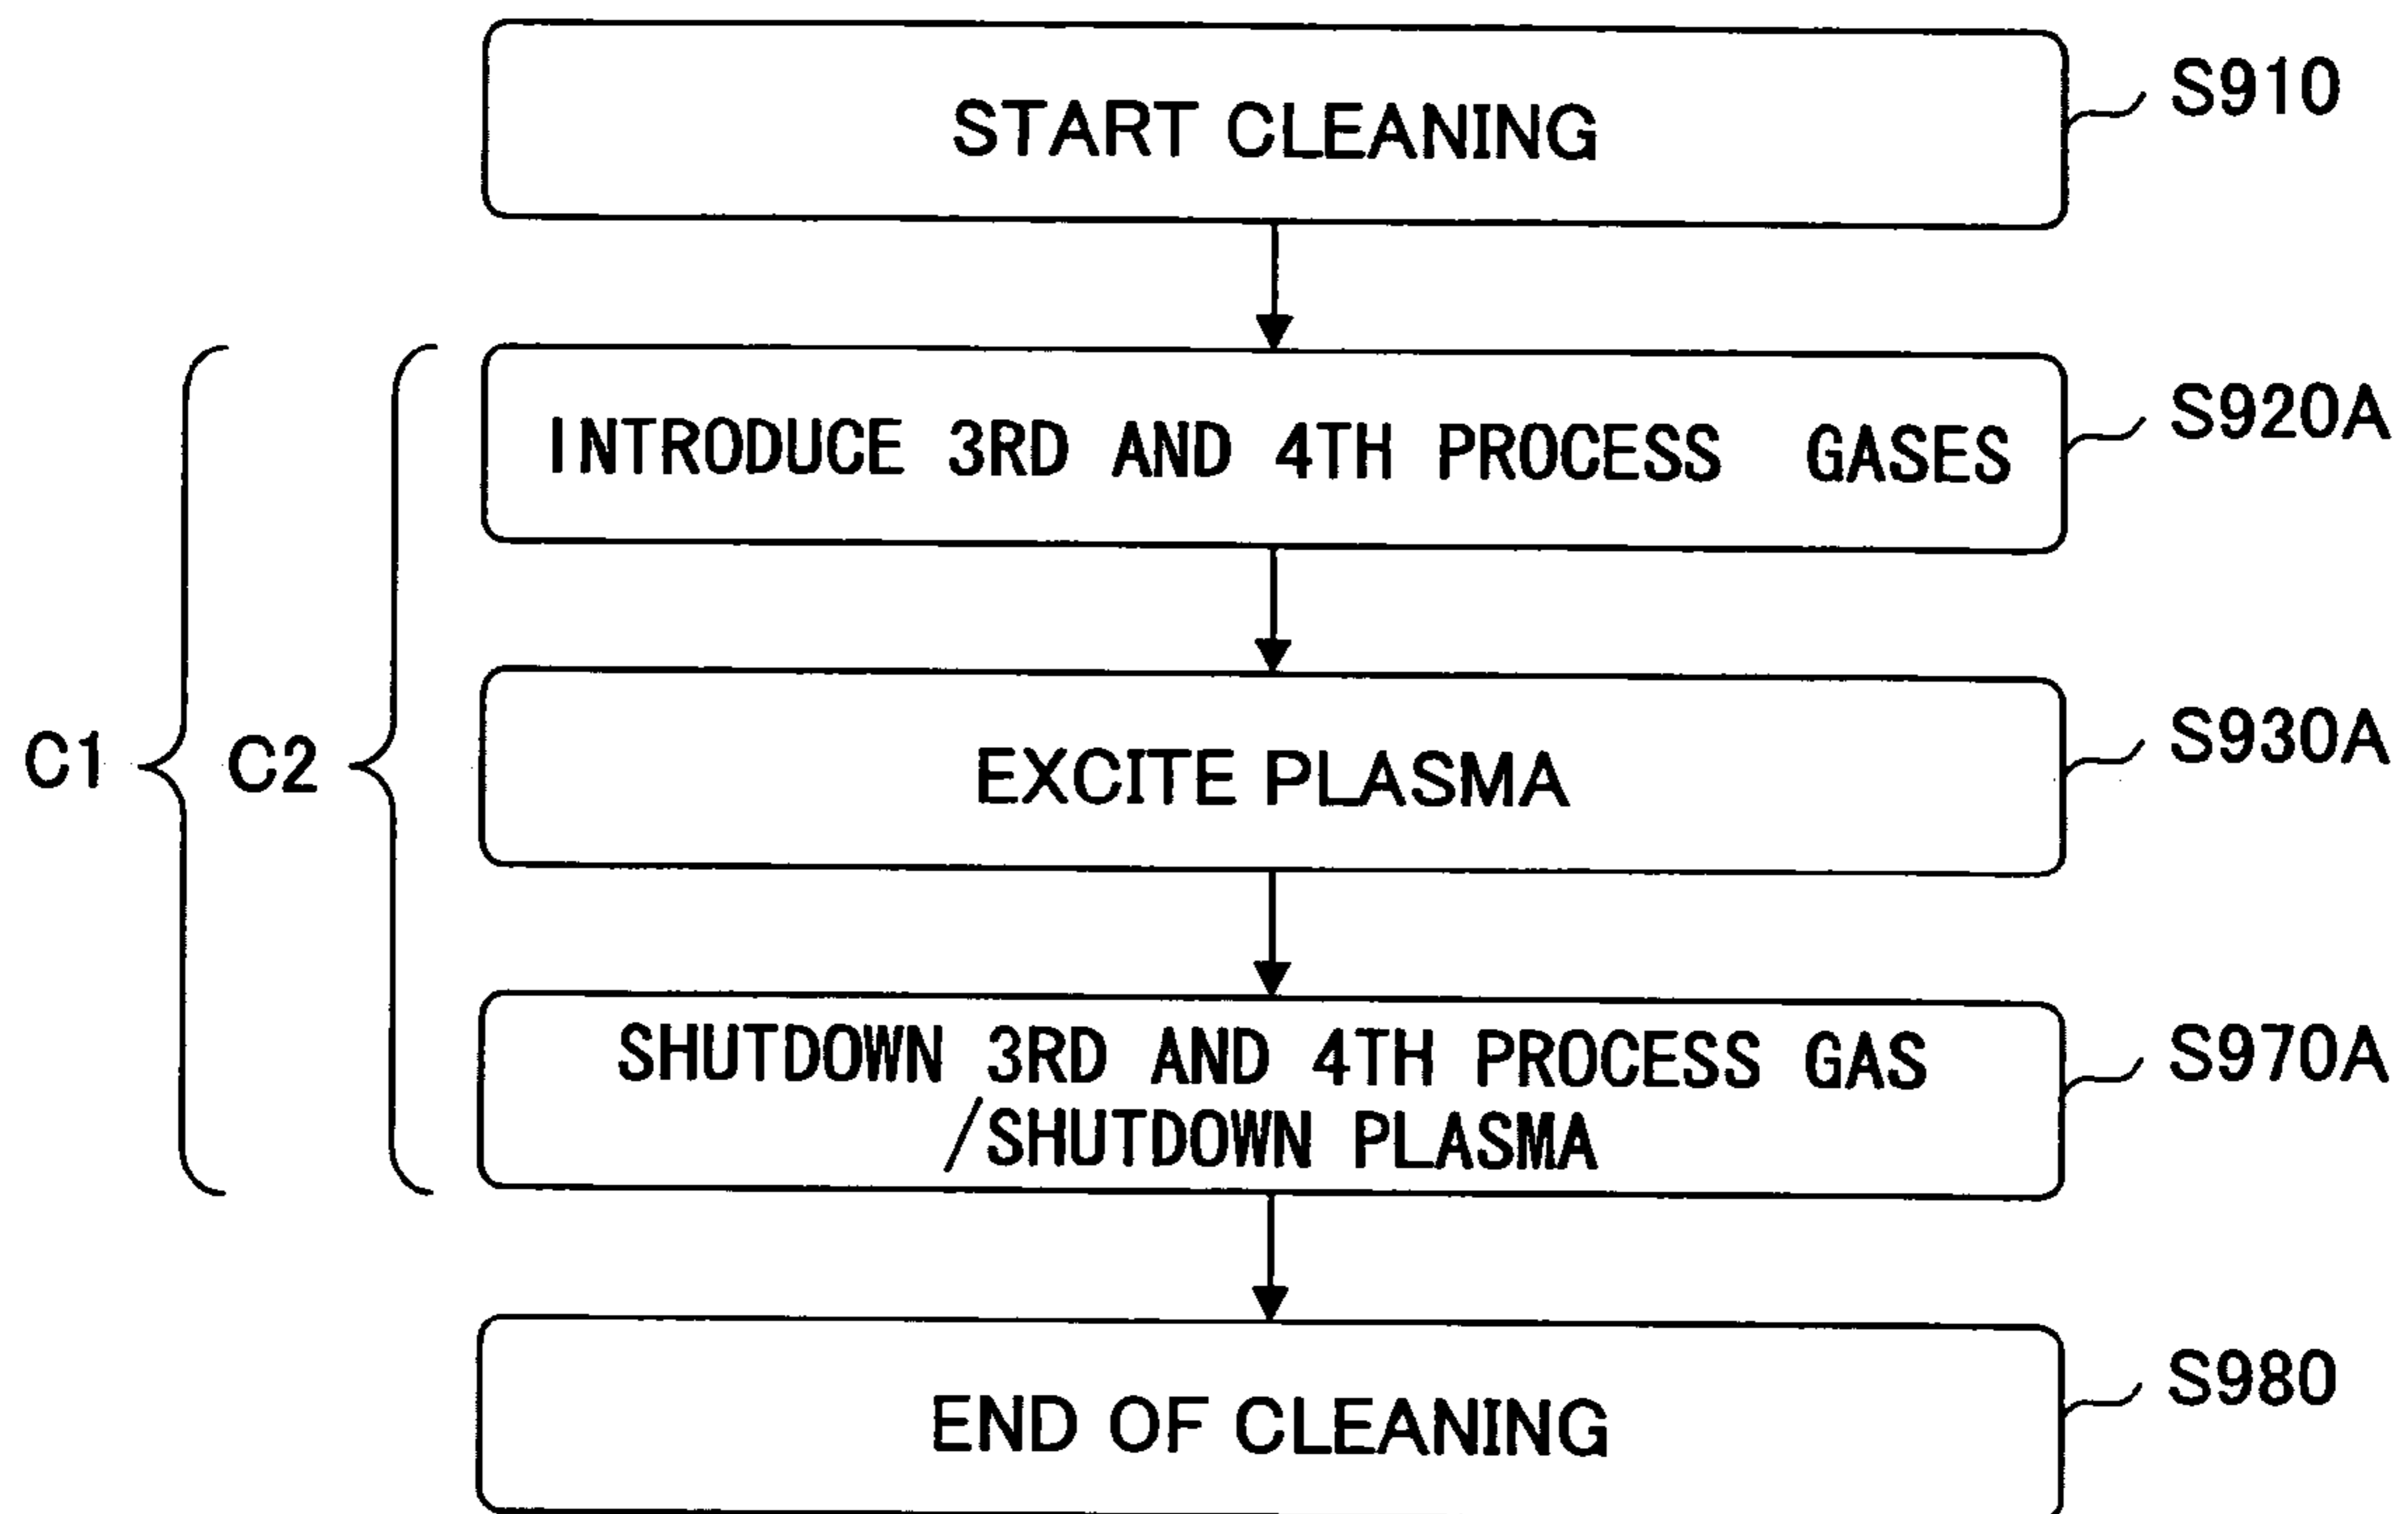 START CLEANING
S910
INTRODUCE 3RD AND 4TH PROCESS GASES
S920A
C1
C2
EXCITE PLASMA
S930A
SHUTDOWN 3RD AND 4TH PROCESS GAS
/SHUTDOWN PLASMA
S970A
END OF CLEANING
S980